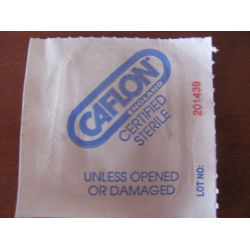 CAFLON®
ENGLAND
CERTIFIED
STERILE
UNLESS OPENED
OR DAMAGED
LOT NO:
201439